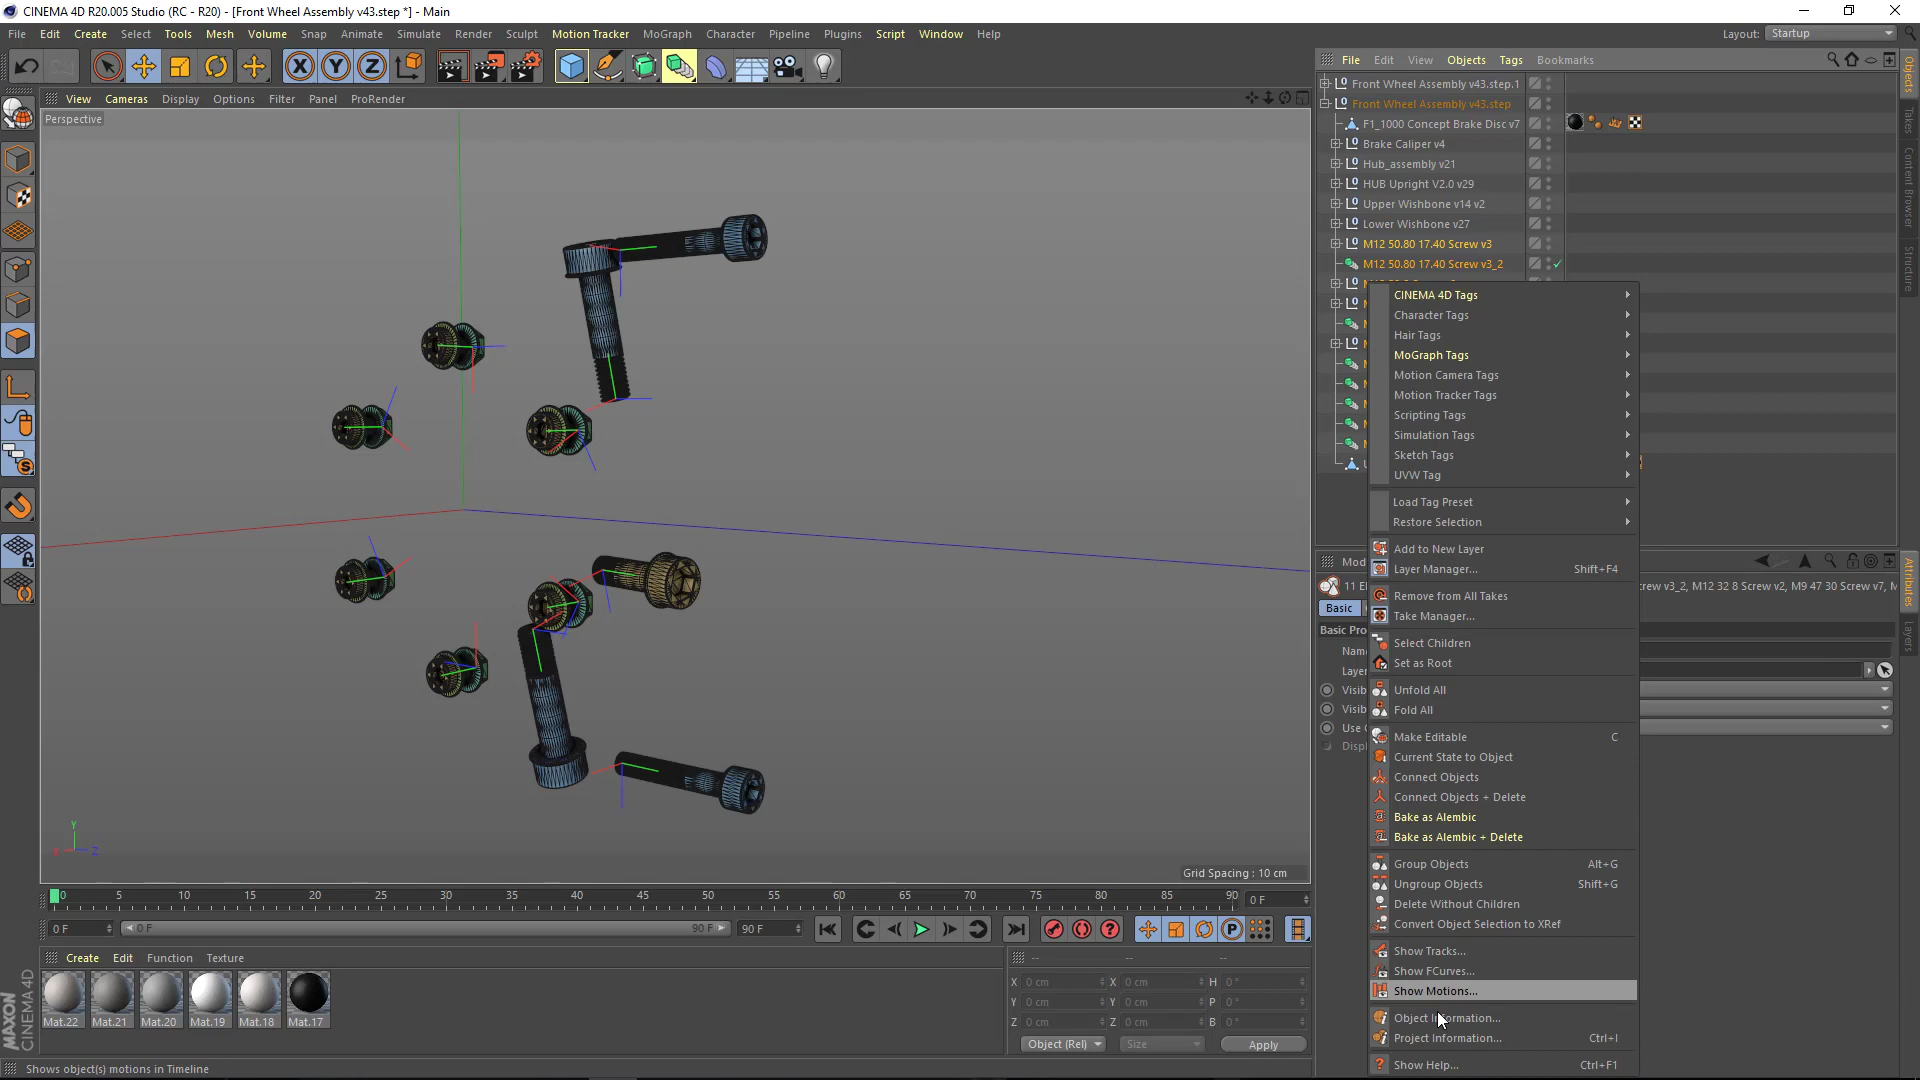 CINEMA 4D R20.005 Studio (RC - R20) - [Front Wheel Assembly v43.step *] - Main
File Edit Create Select Tools Mesh Volume Snap Animate Simulate Render Sculpt Motion Tracker MoGraph Character Pipeline Plugins Script Window Help
Layout: Startup
File Edit View Objects Tags Bookmarks
View Cameras Display Options Filter Panel ProRender
Perspective
Front Wheel Assembly v43.step.1
Front Wheel Assembly v43.step
F1_1000 Concept Brake Disc v7
Brake Caliper v4
Hub_assembly v21
HUB Upright V2.0 v29
Upper Wishbone v14 v2
Lower Wishbone v27
M12 50.80 17.40 Screw v3
M12 50.80 17.40 Screw v3_2
Objects
Takes
Content Browser
Structure
CINEMA 4D Tags
Character Tags
Hair Tags
MoGraph Tags
Motion Camera Tags
Motion Tracker Tags
Scripting Tags
Simulation Tags
Sketch Tags
UVW Tag
Load Tag Preset
Restore Selection
Add to New Layer
Layer Manager... Shift+F4
Remove from All Takes
Take Manager...
Select Children
Set as Root
Unfold All
Fold All
Make Editable C
Current State to Object
Connect Objects
Connect Objects + Delete
Bake as Alembic
Bake as Alembic + Delete
Group Objects Alt+G
Ungroup Objects Shift+G
Delete Without Children
Convert Object Selection to XRef
Show Tracks...
Show FCurves...
Show Motions...
Object Information...
Project Information... Ctrl+I
Show Help... Ctrl+F1
Mod
11 El
crew v3_2, M12 32 8 Screw v2, M9 47 30 Screw v7, M
Basic
Basic Pro
Nam
Laye
Visib
Visib
Use C
Displ
Attributes
Layers
Y
X
Z
Grid Spacing : 10 cm
0 5 10 15 20 25 30 35 40 45 50 55 60 65 70 75 80 85 90 0 F
0 F 0 F 90 F 90 F
Create Edit Function Texture
Mat.22 Mat.21 Mat.20 Mat.19 Mat.18 Mat.17
-- -- --
X 0 cm X 0 cm H 0 °
Y 0 cm Y 0 cm P 0 °
Z 0 cm Z 0 cm B 0 °
Object (Rel) Size Apply
MAXON
CINEMA 4D
Shows object(s) motions in Timeline